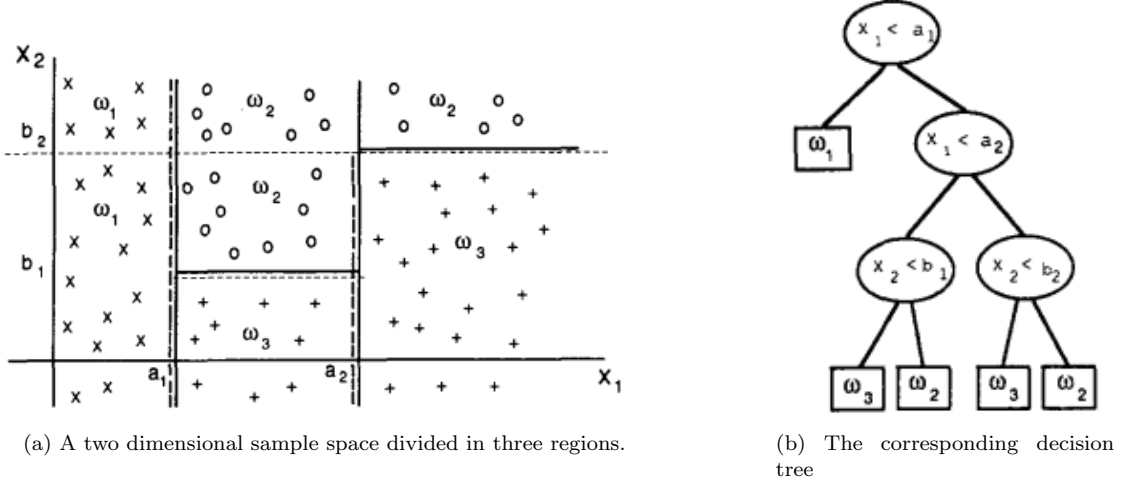 X₂
ω₁
ω₂
ω₂
b₂
ω₁
ω₂
ω₃
b₁
ω₃
a₁
a₂
X₁
(a) A two dimensional sample space divided in three regions.
X₁ < a₁
ω₁
X₁ < a₂
X₂ < b₁
X₂ < b₂
ω₃
ω₂
ω₃
ω₂
(b) The corresponding decision
tree